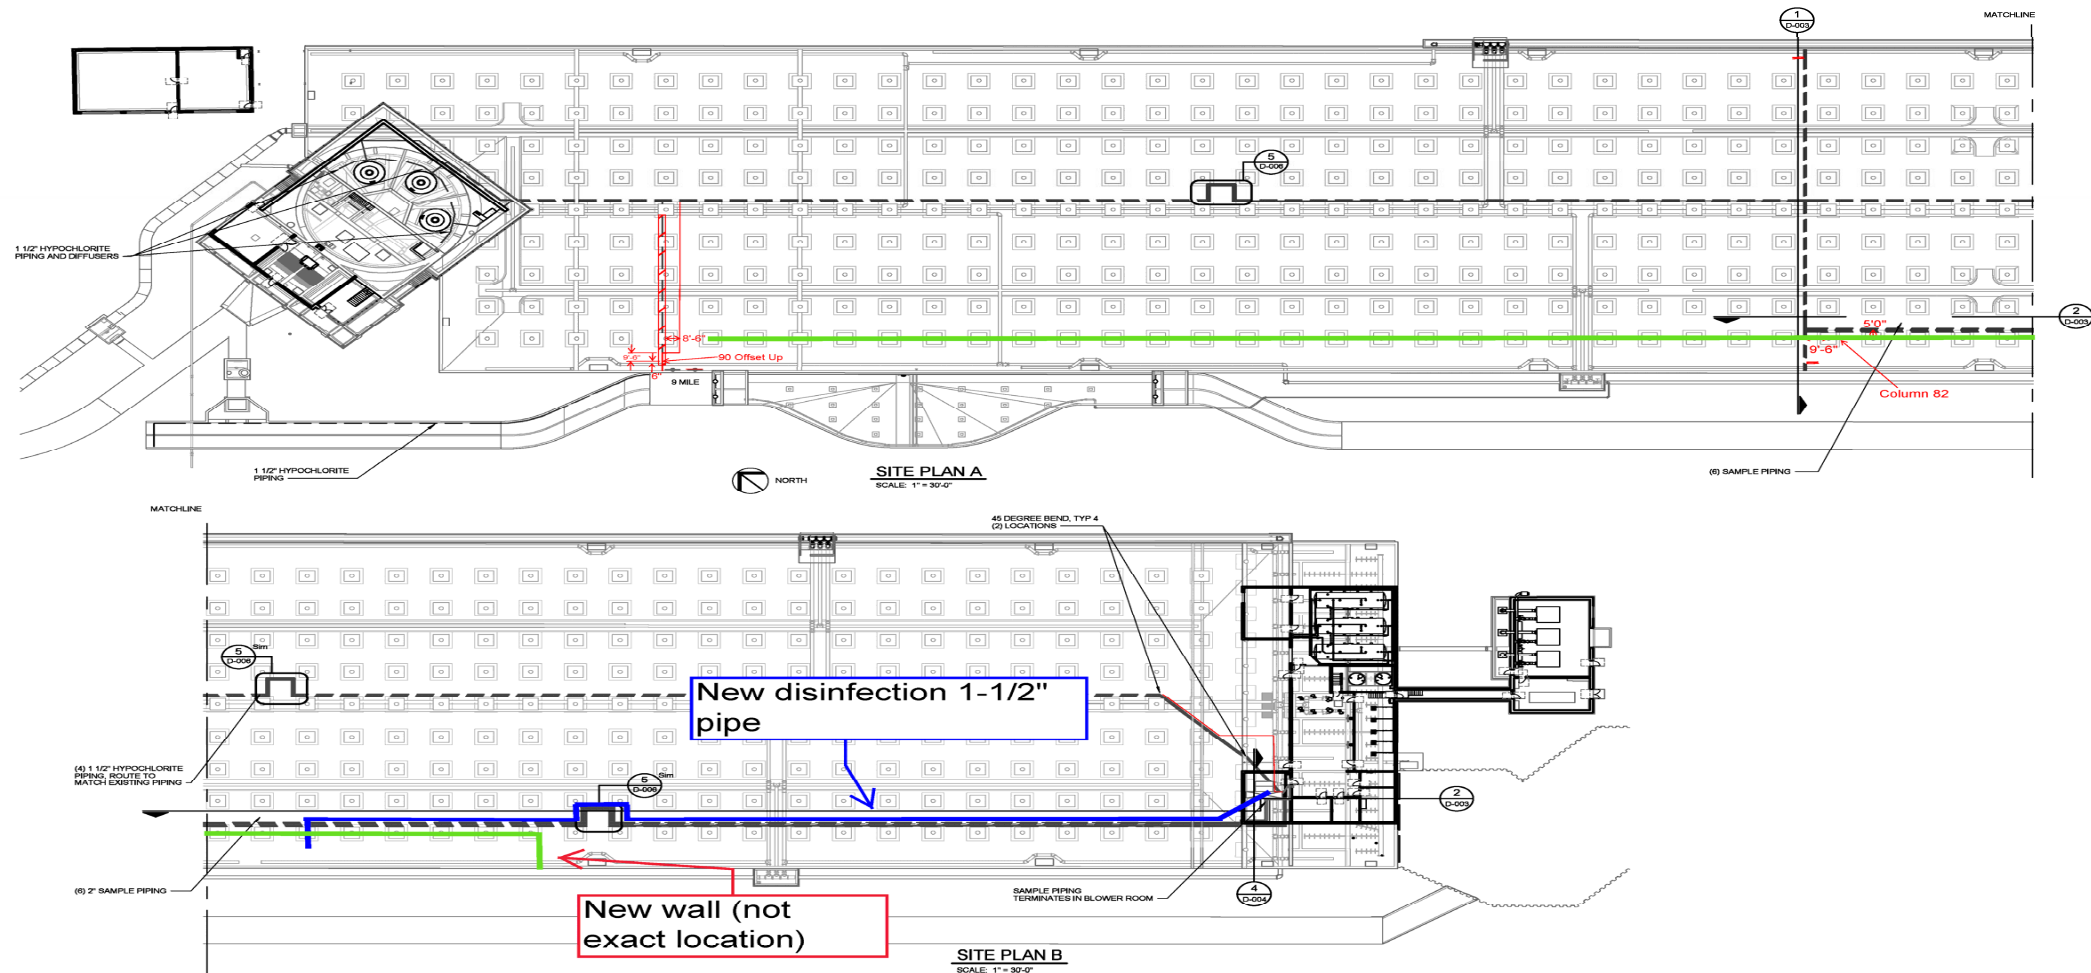 1
D-003
MATCHLINE
5
D-006
1 1/2" HYPOCHLORITE
PIPING AND DIFFUSERS
2
D-003
5'0"
9'-6"
8'-6"
9'-6"
90 Offset Up
6"
9 MILE
Column 82
1 1/2" HYPOCHLORITE
PIPING
NORTH
SITE PLAN A
SCALE: 1" = 30'-0"
(6) SAMPLE PIPING
MATCHLINE
45 DEGREE BEND, TYP 4
(2) LOCATIONS
5
Sim
D-006
New disinfection 1-1/2"
pipe
(4) 1 1/2" HYPOCHLORITE
PIPING, ROUTE TO
MATCH EXISTING PIPING
5
Sim
D-006
2
D-003
(6) 2" SAMPLE PIPING
SAMPLE PIPING
TERMINATES IN BLOWER ROOM
4
D-004
New wall (not
exact location)
SITE PLAN B
SCALE: 1" = 30'-0"